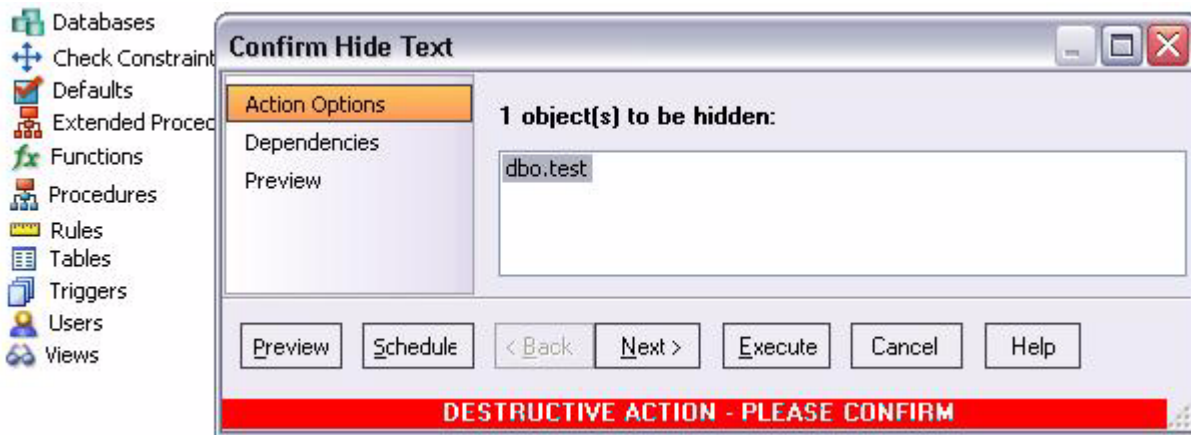 Databases
Check Constraint
Defaults
Extended Proced
fx Functions
Procedures
Rules
Tables
Triggers
Users
Views
Confirm Hide Text
Action Options
Dependencies
Preview
1 object(s) to be hidden:
dbo.test
Preview
Schedule
< Back
Next >
Execute
Cancel
Help
DESTRUCTIVE ACTION - PLEASE CONFIRM